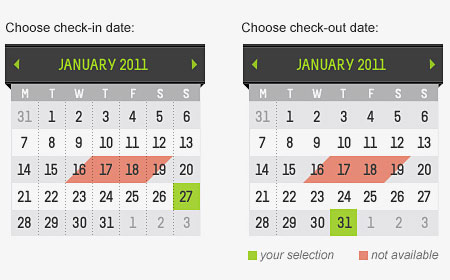 Choose check-in date:
JANUARY 2011
M T W T F S S
31 1 2 3 4 5 6
7 8 9 10 11 12 13
14 15 16 17 18 19 20
21 22 23 24 25 26 27
28 29 30 31 1 2 3
Choose check-out date:
JANUARY 2011
M T W T F S S
31 1 2 3 4 5 6
7 8 9 10 11 12 13
14 15 16 17 18 19 20
21 22 23 24 25 26 27
28 29 30 31 1 2 3
your selection
not available